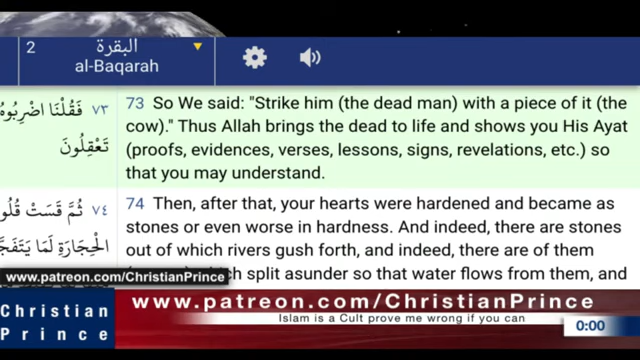 2
البقرة
al-Baqarah
٧٣ فَقُلْنَا اضْرِبُوهُ
تَعْقِلُونَ
73 So We said: "Strike him (the dead man) with a piece of it (the
cow)." Thus Allah brings the dead to life and shows you His Ayat
(proofs, evidences, verses, lessons, signs, revelations, etc.) so
that you may understand.
٧٤ ثُمَّ قَسَتْ
الْحِجَارَةِ لَمَا
74 Then, after that, your hearts were hardened and became as
stones or even worse in hardness. And indeed, there are stones
out of which rivers gush forth, and indeed, there are of them
split asunder so that water flows from them, and
www.patreon.com/ChristianPrince
www.patreon.com/ChristianPrince
Christian
Prince
Islam is a Cult prove me wrong if you can
0:00